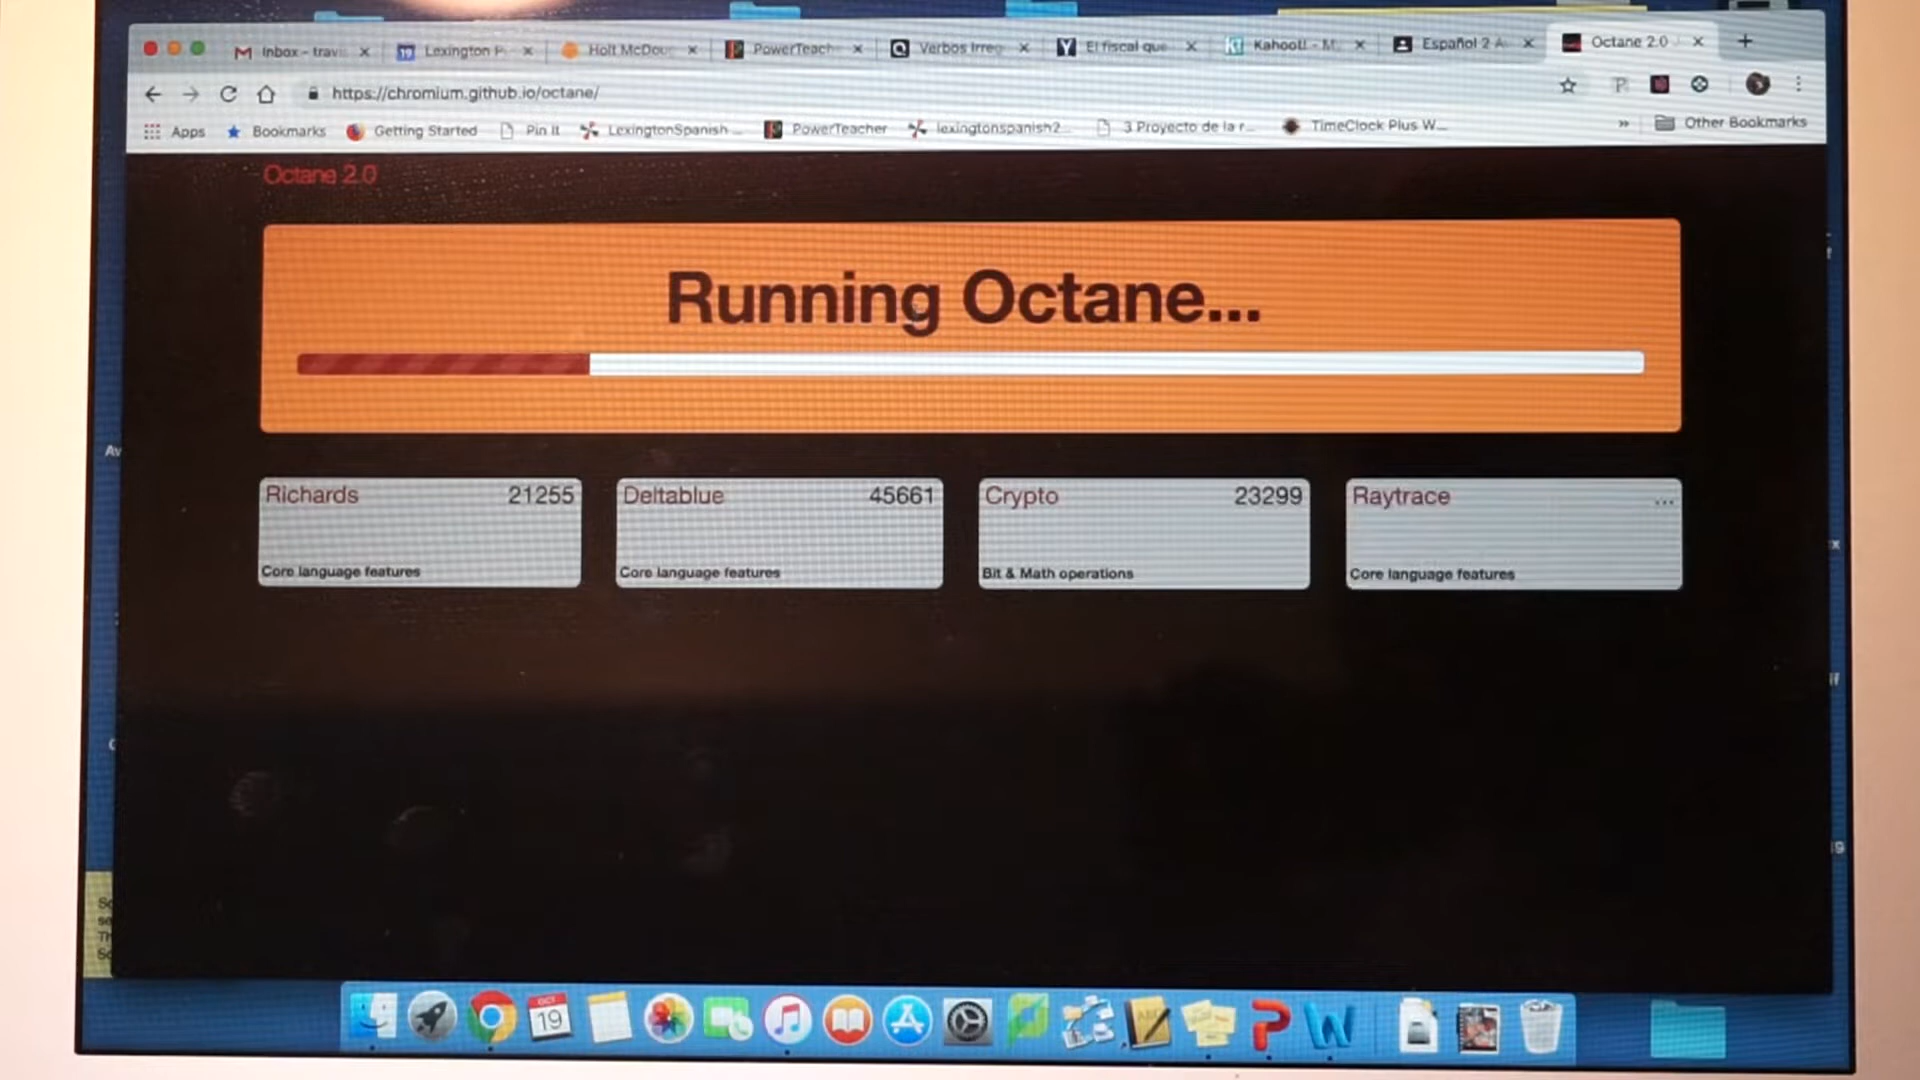 Inbox - travis
Lexington P
Holt McDoug
PowerTeach
Verbos Irreg
El fiscal que
Kahoot! - M
Español 2 A
Octane 2.0
https://chromium.github.io/octane/
Apps
Bookmarks
Getting Started
Pin It
LexingtonSpanish ...
PowerTeacher
lexingtonspanish2...
3 Proyecto de la r...
TimeClock Plus W...
»
Other Bookmarks
Octane 2.0
Running Octane...
Richards 21255
Core language features
Deltablue 45661
Core language features
Crypto 23299
Bit & Math operations
Raytrace ...
Core language features
OCT
19